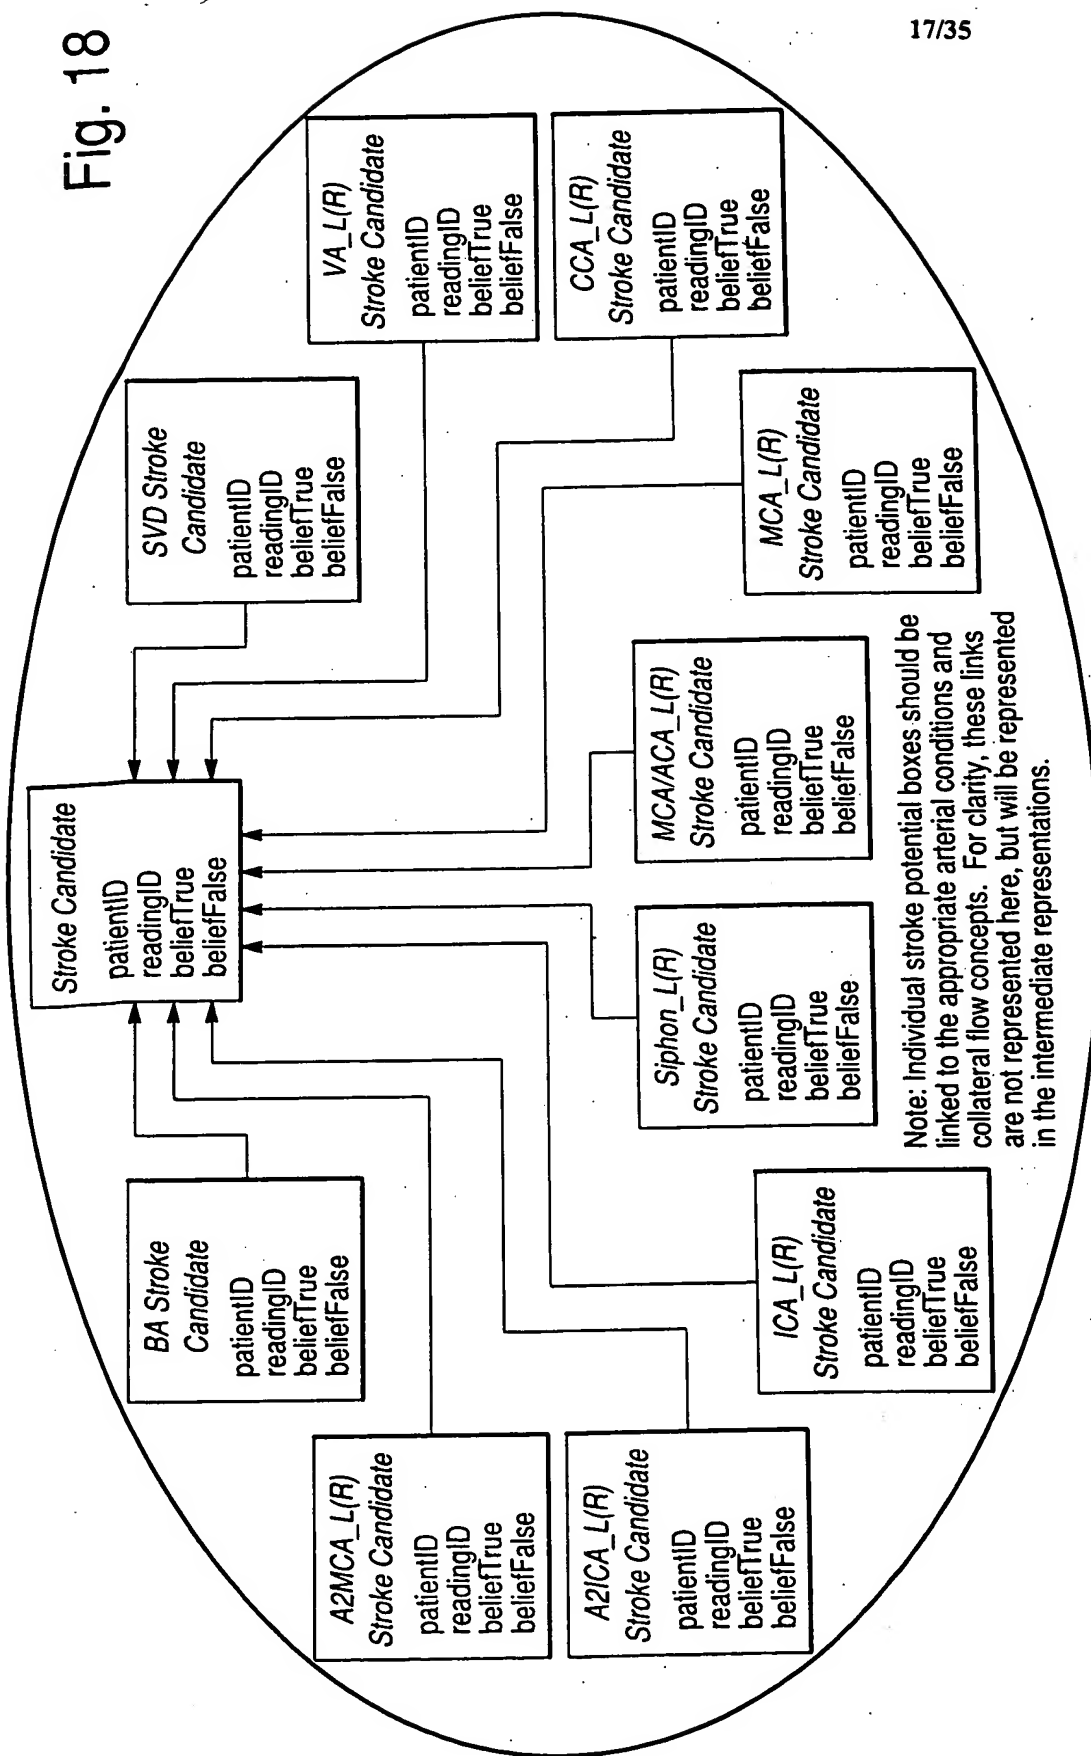 17/35
Fig. 18
Stroke Candidate
patientID
readingID
beliefTrue
beliefFalse
BA Stroke
Candidate
patientID
readingID
beliefTrue
beliefFalse
SVD Stroke
Candidate
patientID
readingID
beliefTrue
beliefFalse
A2MCA_L(R)
Stroke Candidate
patientID
readingID
beliefTrue
beliefFalse
VA_L(R)
Stroke Candidate
patientID
readingID
beliefTrue
beliefFalse
A2ICA_L(R)
Stroke Candidate
patientID
readingID
beliefTrue
beliefFalse
CCA_L(R)
Stroke Candidate
patientID
readingID
beliefTrue
beliefFalse
ICA_L(R)
Stroke Candidate
patientID
readingID
beliefTrue
beliefFalse
Siphon_L(R)
Stroke Candidate
patientID
readingID
beliefTrue
beliefFalse
MCA/ACA_L(R)
Stroke Candidate
patientID
readingID
beliefTrue
beliefFalse
MCA_L(R)
Stroke Candidate
patientID
readingID
beliefTrue
beliefFalse
Note: Individual stroke potential boxes should be
linked to the appropriate arterial conditions and
collateral flow concepts. For clarity, these links
are not represented here, but will be represented
in the intermediate representations.